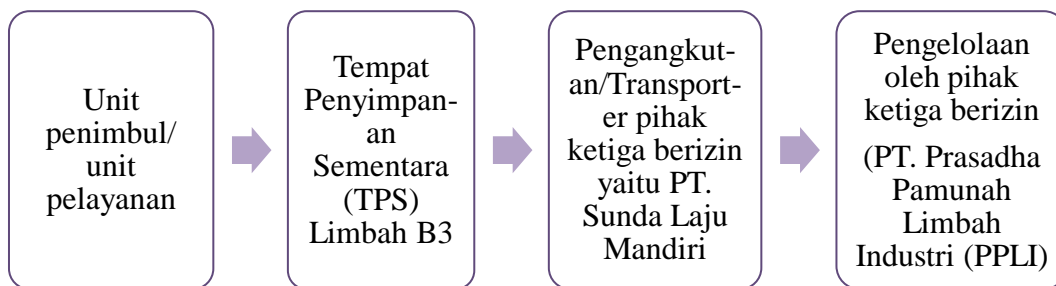 Unit
penimbul/
unit
pelayanan
Tempat
Penyimpan-
an
Sementara
(TPS)
Limbah B3
Pengangkut-
an/Transport-
er pihak
ketiga berizin
yaitu PT.
Sunda Laju
Mandiri
Pengelolaan
oleh pihak
ketiga berizin
(PT. Prasadha
Pamunah
Limbah
Industri (PPLI)